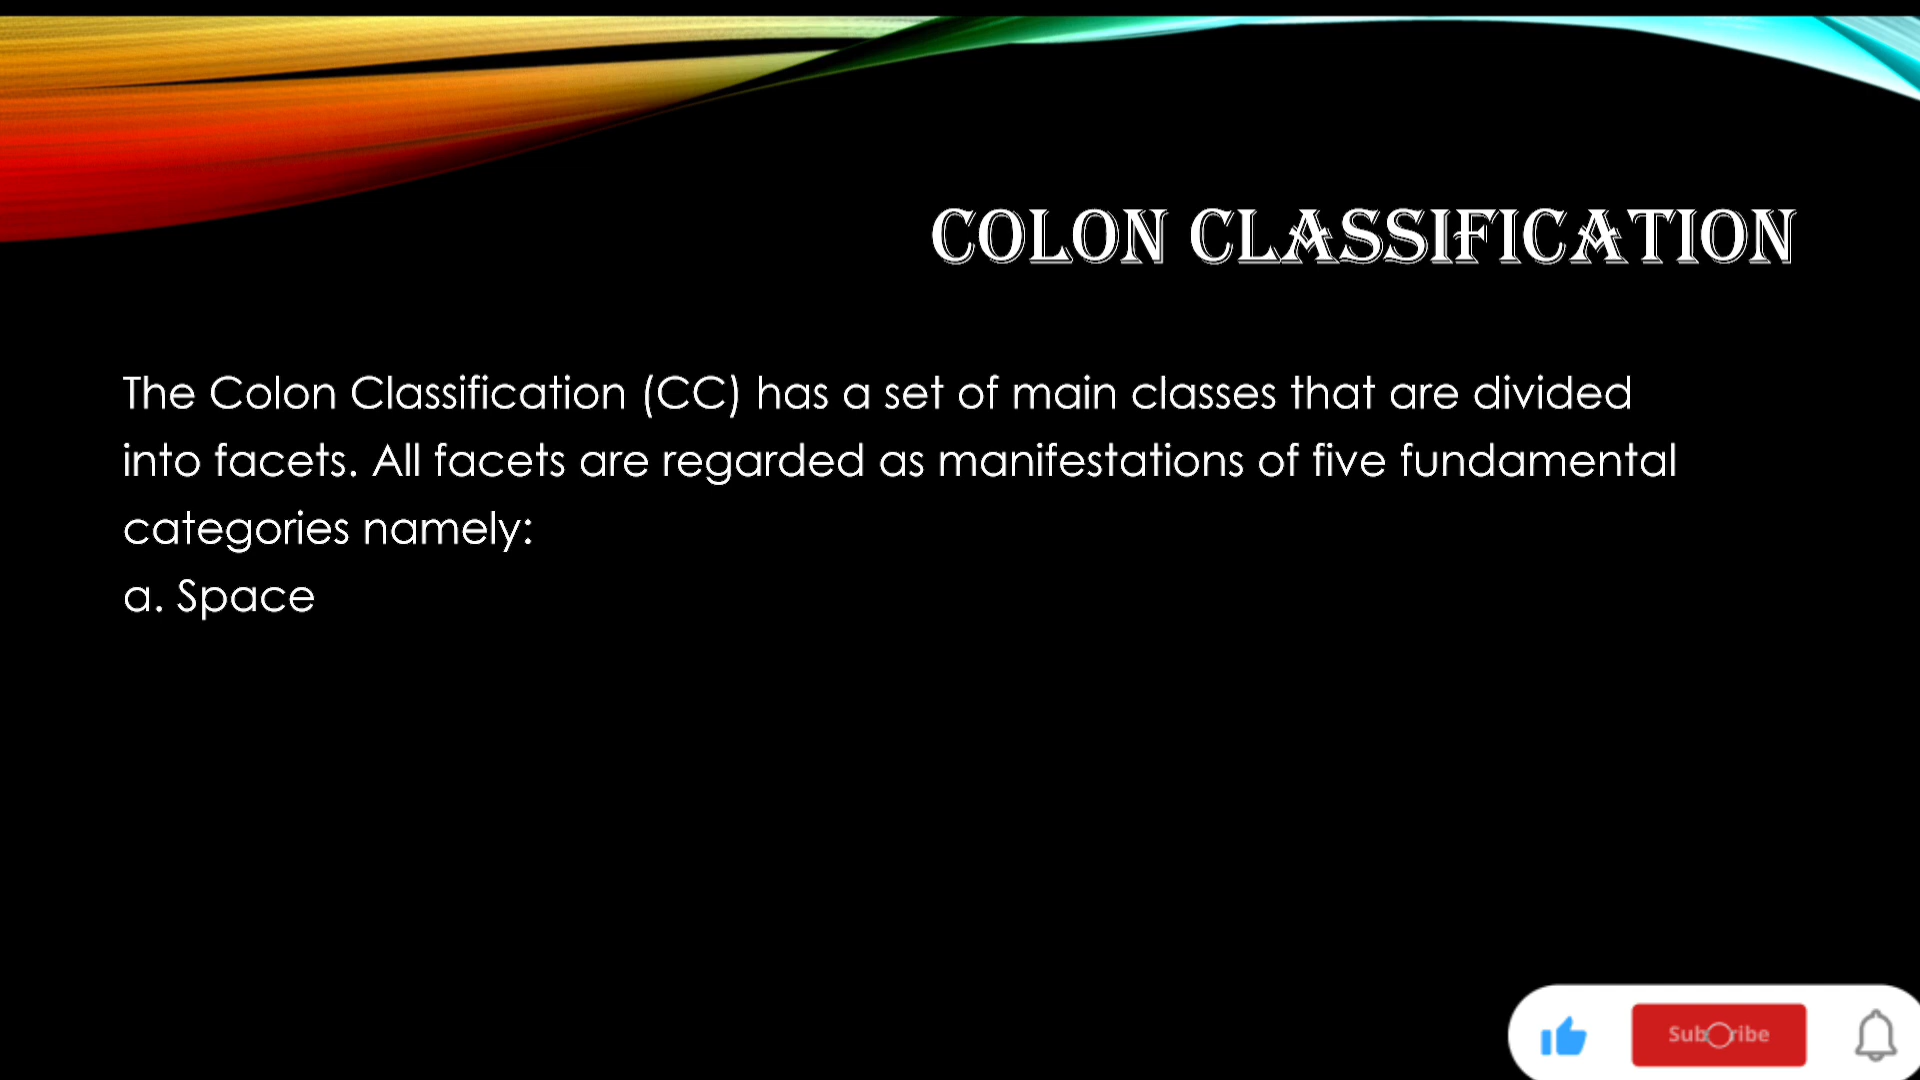 COLON CLASSIFICATION
The Colon Classification (CC) has a set of main classes that are divided
into facets. All facets are regarded as manifestations of five fundamental
categories namely:
a. Space
Subscribe